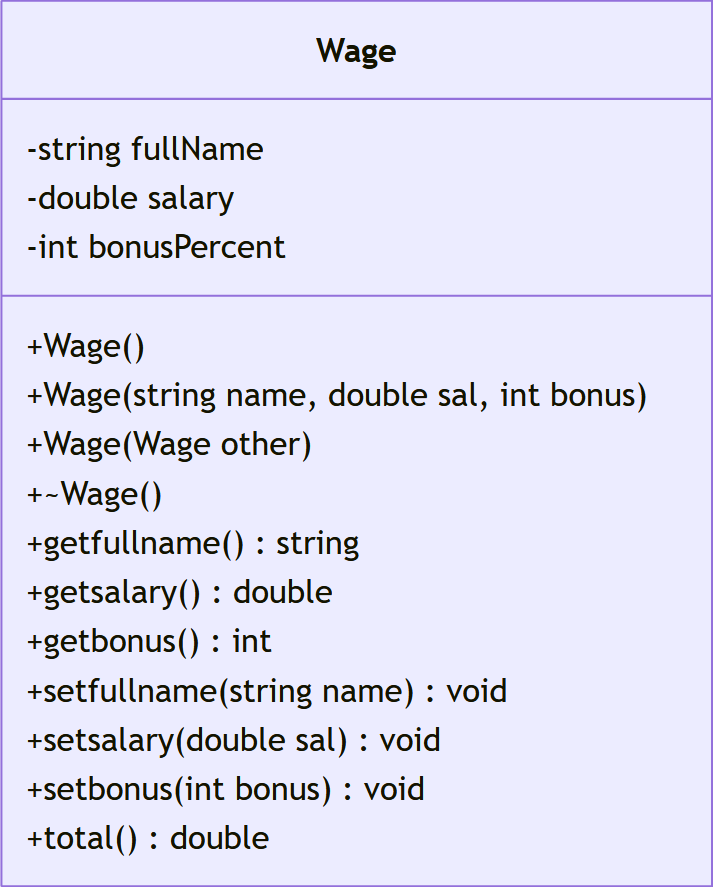 Wage
-string fullName
-double salary
-int bonusPercent
+Wage()
+Wage(string name, double sal, int bonus)
+Wage(Wage other)
+~Wage()
+getfullname() : string
+getsalary() : double
+getbonus() : int
+setfullname(string name) : void
+setsalary(double sal) : void
+setbonus(int bonus) : void
+total() : double